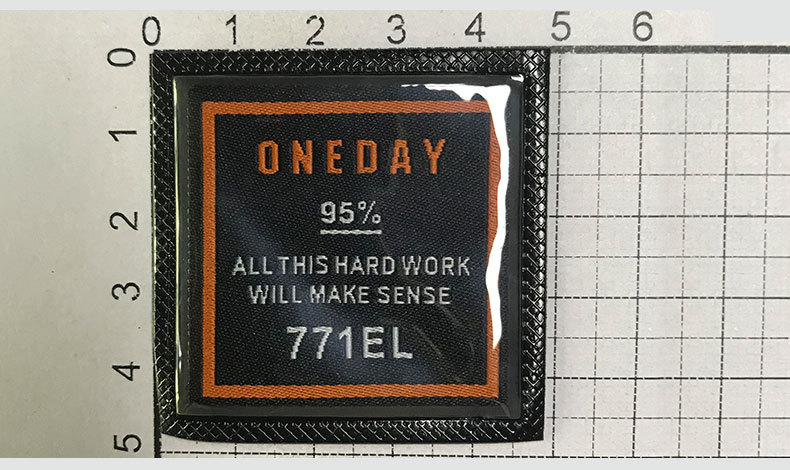 0 1 2 3 4 5 6
0
1
2
3
4
5
ONEDAY
95%
ALL THIS HARD WORK
WILL MAKE SENSE
771EL